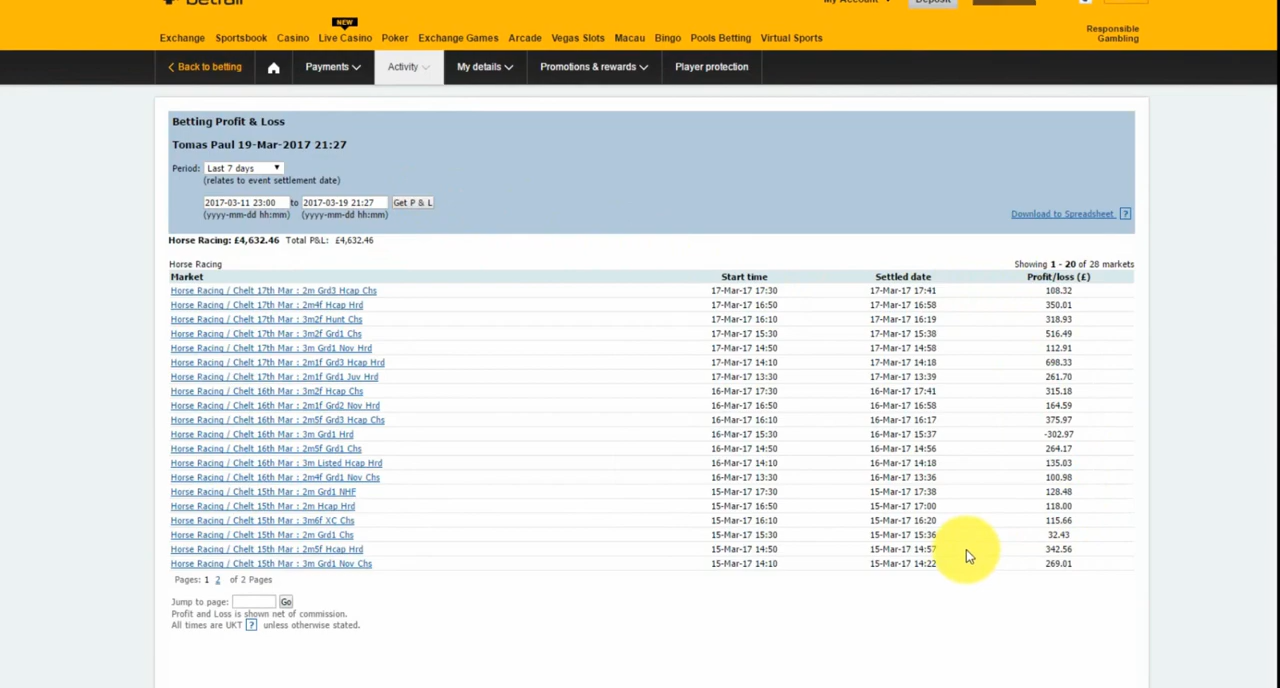 betfair
My Account
Deposit
NEW
Exchange Sportsbook Casino Live Casino Poker Exchange Games Arcade Vegas Slots Macau Bingo Pools Betting Virtual Sports
Responsible
Gambling
Back to betting Payments Activity My details Promotions & rewards Player protection
Betting Profit & Loss
Tomas Paul 19-Mar-2017 21:27
Period: Last 7 days
(relates to event settlement date)
2017-03-11 23:00 to 2017-03-19 21:27 Get P & L
(yyyy-mm-dd hh:mm) (yyyy-mm-dd hh:mm)
Download to Spreadsheet ?
Horse Racing: £4,632.46 Total P&L: £4,632.46
Horse Racing Showing 1 - 20 of 28 markets
Market Start time Settled date Profit/loss (£)
Horse Racing / Chelt 17th Mar : 2m Grd3 Hcap Chs 17-Mar-17 17:30 17-Mar-17 17:41 108.32
Horse Racing / Chelt 17th Mar : 2m4f Hcap Hrd 17-Mar-17 16:50 17-Mar-17 16:58 350.01
Horse Racing / Chelt 17th Mar : 3m2f Hunt Chs 17-Mar-17 16:10 17-Mar-17 16:19 318.93
Horse Racing / Chelt 17th Mar : 3m2f Grd1 Chs 17-Mar-17 15:30 17-Mar-17 15:38 516.49
Horse Racing / Chelt 17th Mar : 3m Grd1 Nov Hrd 17-Mar-17 14:50 17-Mar-17 14:58 112.91
Horse Racing / Chelt 17th Mar : 2m1f Grd3 Hcap Hrd 17-Mar-17 14:10 17-Mar-17 14:18 698.33
Horse Racing / Chelt 17th Mar : 2m1f Grd1 Juv Hrd 17-Mar-17 13:30 17-Mar-17 13:39 261.70
Horse Racing / Chelt 16th Mar : 3m2f Hcap Chs 16-Mar-17 17:30 16-Mar-17 17:41 315.18
Horse Racing / Chelt 16th Mar : 2m1f Grd2 Nov Hrd 16-Mar-17 16:50 16-Mar-17 16:58 164.59
Horse Racing / Chelt 16th Mar : 2m5f Grd3 Hcap Chs 16-Mar-17 16:10 16-Mar-17 16:17 375.97
Horse Racing / Chelt 16th Mar : 3m Grd1 Hrd 16-Mar-17 15:30 16-Mar-17 15:37 -302.97
Horse Racing / Chelt 16th Mar : 2m5f Grd1 Chs 16-Mar-17 14:50 16-Mar-17 14:56 264.17
Horse Racing / Chelt 16th Mar : 3m Listed Hcap Hrd 16-Mar-17 14:10 16-Mar-17 14:18 135.03
Horse Racing / Chelt 16th Mar : 2m4f Grd1 Nov Chs 16-Mar-17 13:30 16-Mar-17 13:36 100.98
Horse Racing / Chelt 15th Mar : 2m Grd1 NHF 15-Mar-17 17:30 15-Mar-17 17:38 128.48
Horse Racing / Chelt 15th Mar : 2m Hcap Hrd 15-Mar-17 16:50 15-Mar-17 17:00 118.00
Horse Racing / Chelt 15th Mar : 3m6f XC Chs 15-Mar-17 16:10 15-Mar-17 16:20 115.66
Horse Racing / Chelt 15th Mar : 2m Grd1 Chs 15-Mar-17 15:30 15-Mar-17 15:36 32.43
Horse Racing / Chelt 15th Mar : 2m5f Hcap Hrd 15-Mar-17 14:50 15-Mar-17 14:57 342.56
Horse Racing / Chelt 15th Mar : 3m Grd1 Nov Chs 15-Mar-17 14:10 15-Mar-17 14:22 269.01
Pages: 1 2 of 2 Pages
Jump to page: Go
Profit and Loss is shown net of commission.
All times are UKT ? unless otherwise stated.